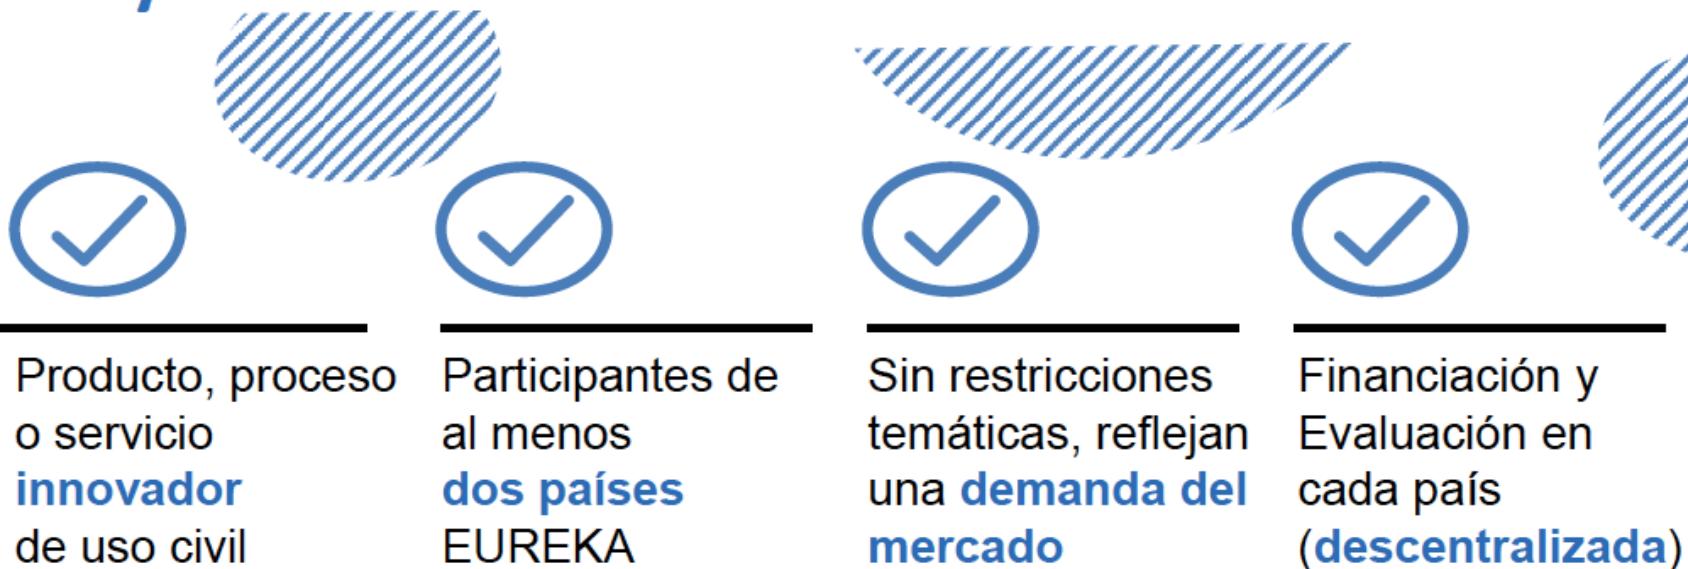 Producto, proceso
o servicio
innovador
de uso civil
Participantes de
al menos
dos países
EUREKA
Sin restricciones
temáticas, reflejan
una demanda del
mercado
Financiación y
Evaluación en
cada país
(descentralizada)